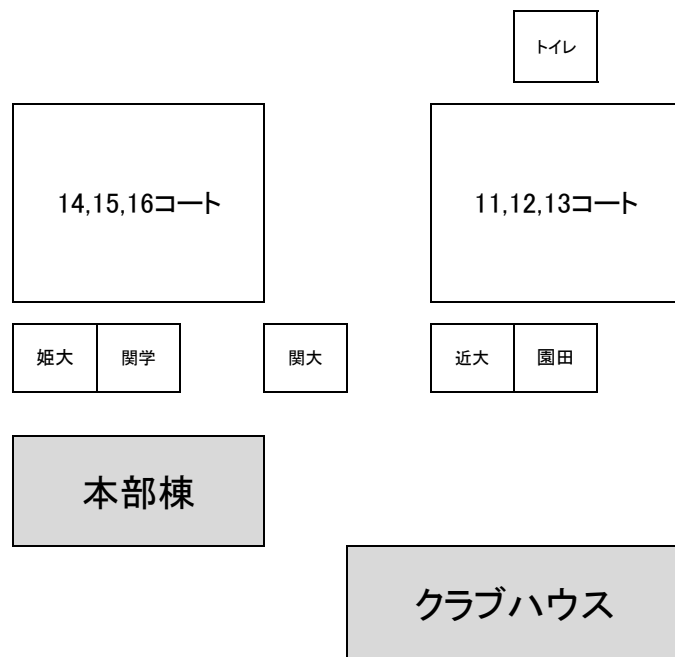 トイレ
14,15,16コート
11,12,13コート
姫大
関学
関大
近大
園田
本部棟
クラブハウス